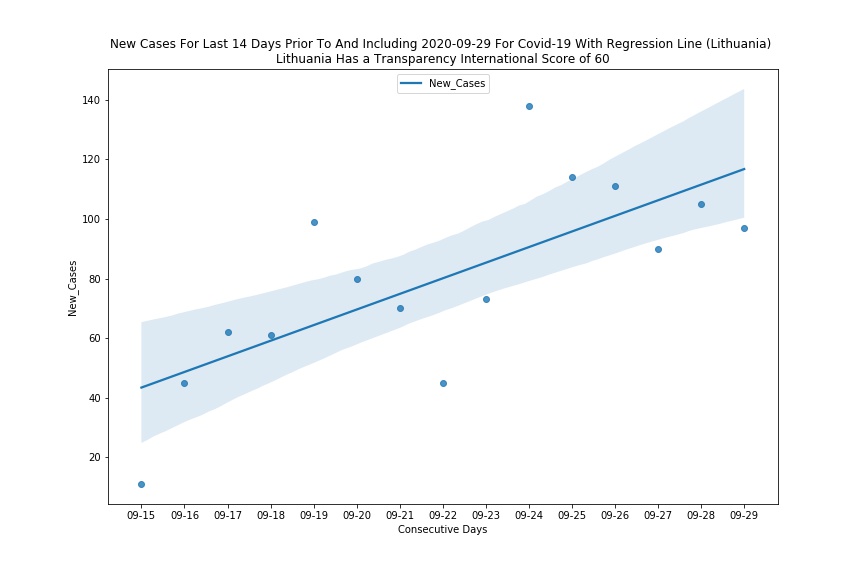 New Cases For Last 14 Days Prior To And Including 2020-09-29 For Covid-19 With Regression Line (Lithuania)
Lithuania Has a Transparency International Score of 60
New_Cases
140
120
100
80
60
40
20
New_Cases
09-15 09-16 09-17 09-18 09-19 09-20 09-21 09-22 09-23 09-24 09-25 09-26 09-27 09-28 09-29
Consecutive Days